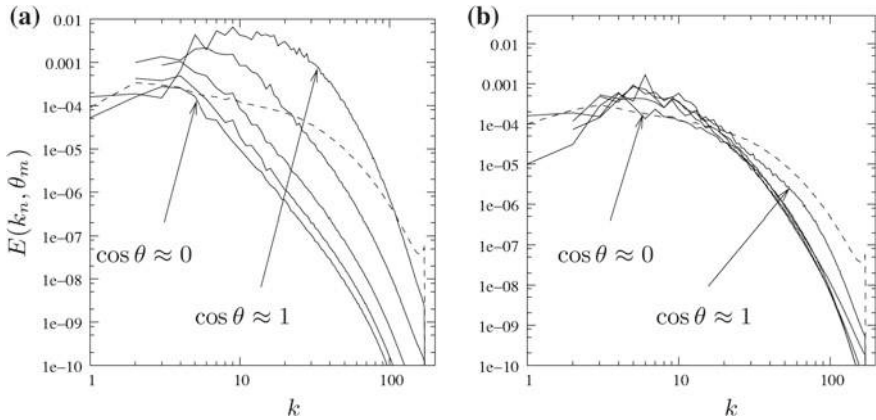 (a)
0.01
0.001
1e–04
1e–05
1e–06
1e–07
1e–08
1e–09
1e–10
E(kₙ, θₘ)
cos θ ≈ 0
cos θ ≈ 1
1 10 100
k
(b)
0.01
0.001
1e–04
1e–05
1e–06
1e–07
1e–08
1e–09
1e–10
cos θ ≈ 0
cos θ ≈ 1
1 10 100
k